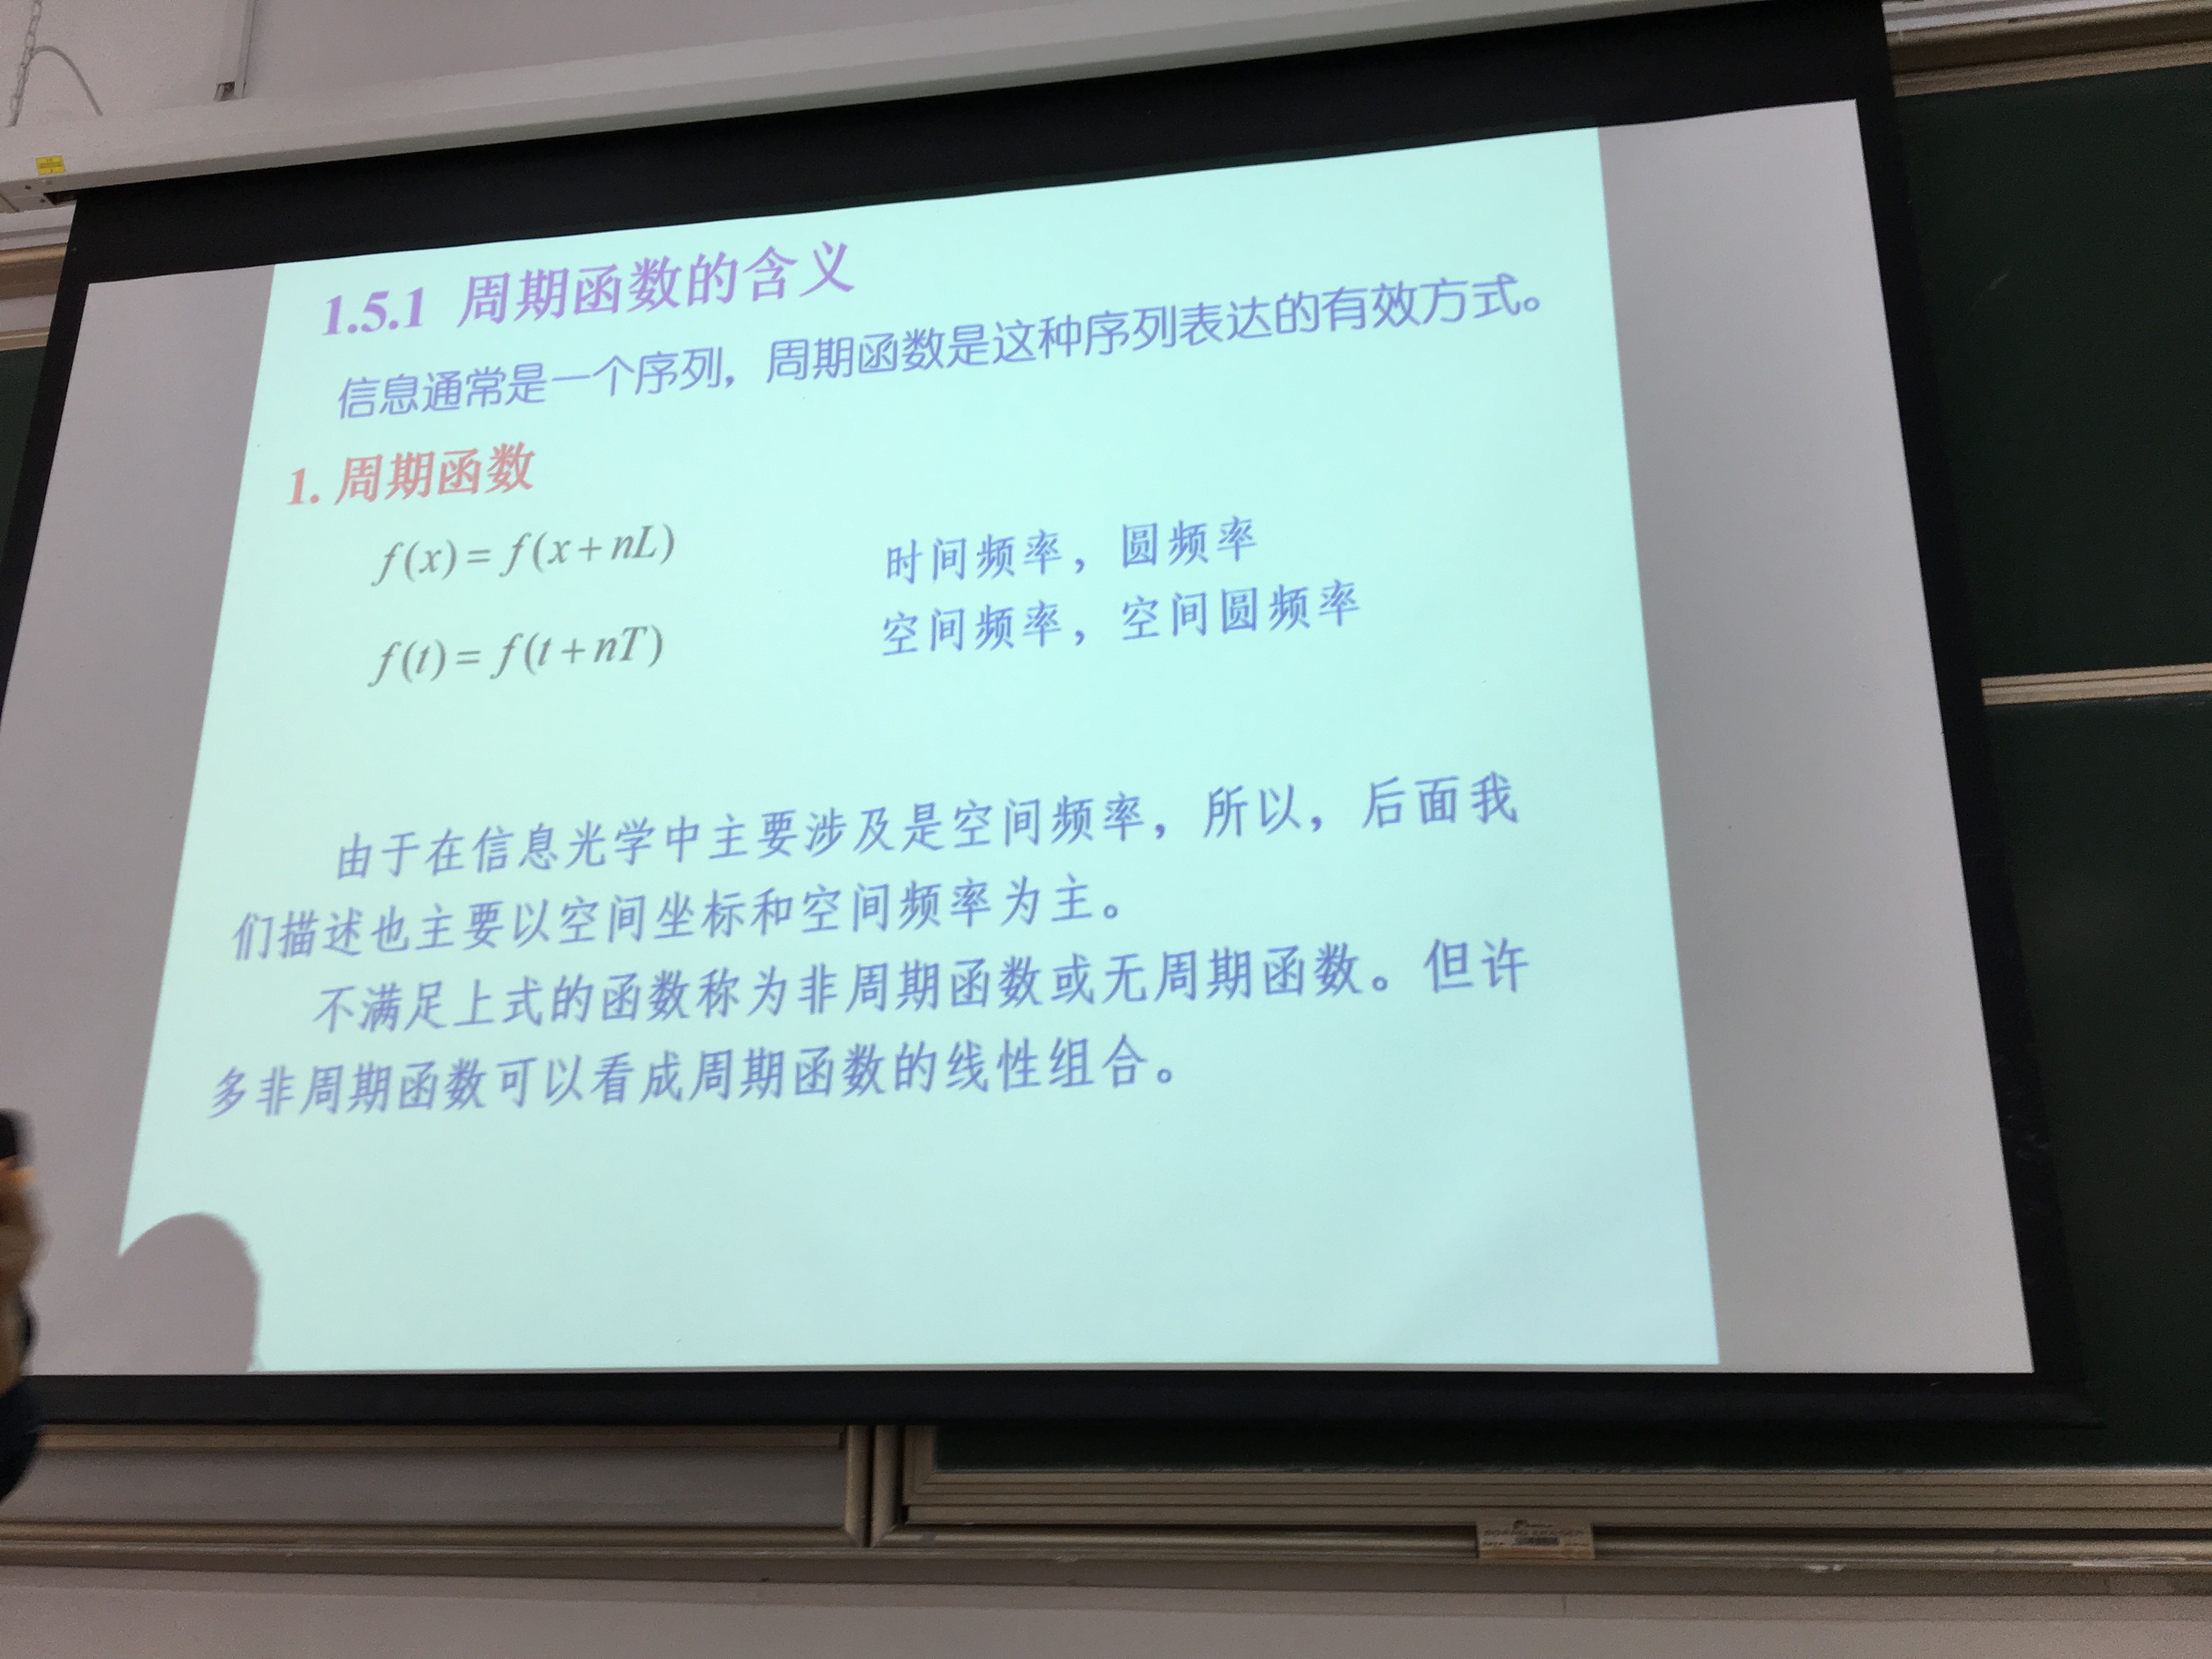 1.5.1 周期函数的含义
信息通常是一个序列，周期函数是这种序列表达的有效方式。
1. 周期函数
f(x) = f(x+nL)
时间频率，圆频率
空间频率，空间圆频率
f(t) = f(t+nT)
由于在信息光学中主要涉及是空间频率，所以，后面我
们描述也主要以空间坐标和空间频率为主。
不满足上式的函数称为非周期函数或无周期函数。但许
多非周期函数可以看成周期函数的线性组合。